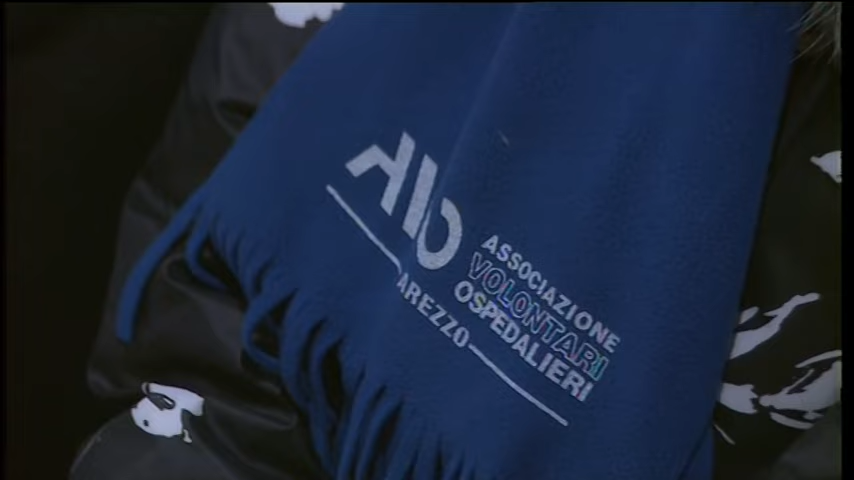 AVO
ASSOCIAZIONE
VOLONTARI
OSPEDALIERI
AREZZO